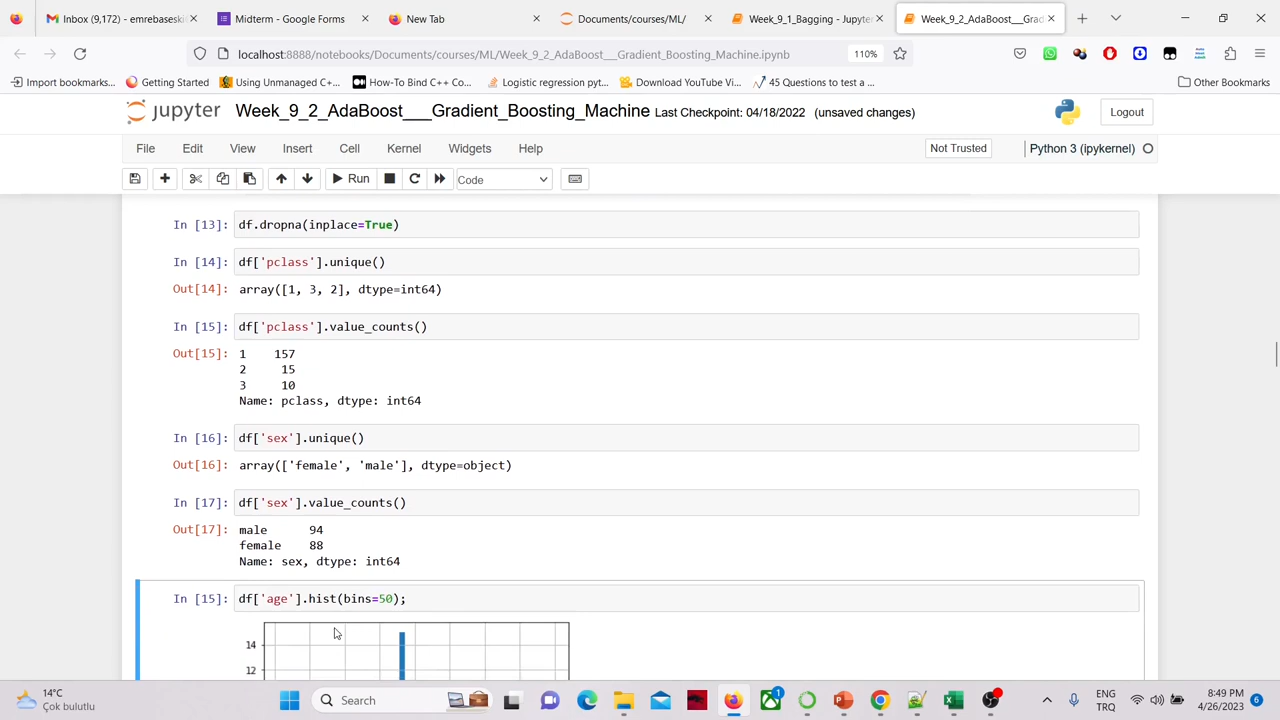 Inbox (9,172) - emrebaseski
Midterm - Google Forms
New Tab
Documents/courses/ML/
Week_9_1_Bagging - Jupyter
Week_9_2_AdaBoost___Grad
localhost:8888/notebooks/Documents/courses/ML/Week_9_2_AdaBoost___Gradient_Boosting_Machine.ipynb
110%
Import bookmarks...
Getting Started
Using Unmanaged C+...
How-To Bind C++ Co...
Logistic regression pyt...
Download YouTube Vi...
45 Questions to test a ...
Other Bookmarks
jupyter
Week_9_2_AdaBoost___Gradient_Boosting_Machine Last Checkpoint: 04/18/2022 (unsaved changes)
Logout
File Edit View Insert Cell Kernel Widgets Help
Not Trusted
Python 3 (ipykernel)
Run
Code
In [13]: df.dropna(inplace=True)
In [14]: df['pclass'].unique()
Out[14]: array([1, 3, 2], dtype=int64)
In [15]: df['pclass'].value_counts()
Out[15]: 1 157
2 15
3 10
Name: pclass, dtype: int64
In [16]: df['sex'].unique()
Out[16]: array(['female', 'male'], dtype=object)
In [17]: df['sex'].value_counts()
Out[17]: male 94
female 88
Name: sex, dtype: int64
In [15]: df['age'].hist(bins=50);
14
12
14°C
Çok bulutlu
Search
1
ENG
TRQ
8:49 PM
4/26/2023
6